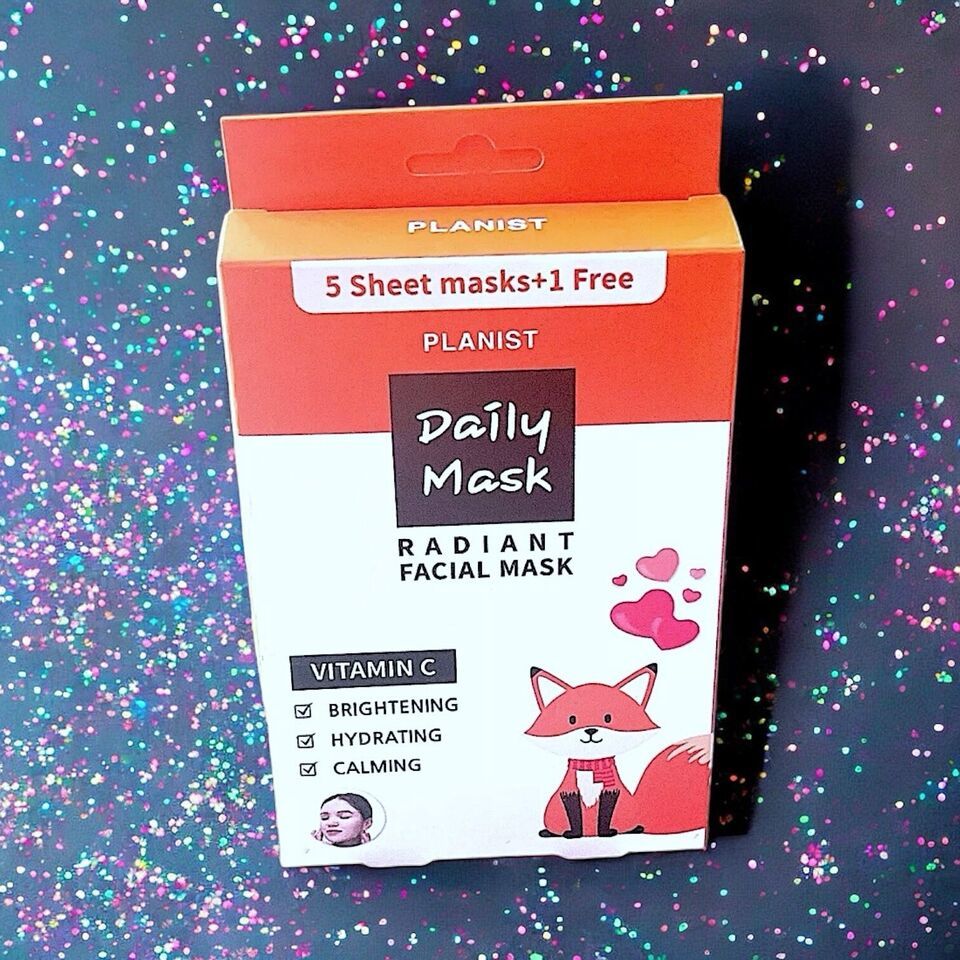 PLANIST
5 Sheet masks+1 Free
PLANIST
Daily
Mask
RADIANT
FACIAL MASK
VITAMIN C
BRIGHTENING
HYDRATING
CALMING